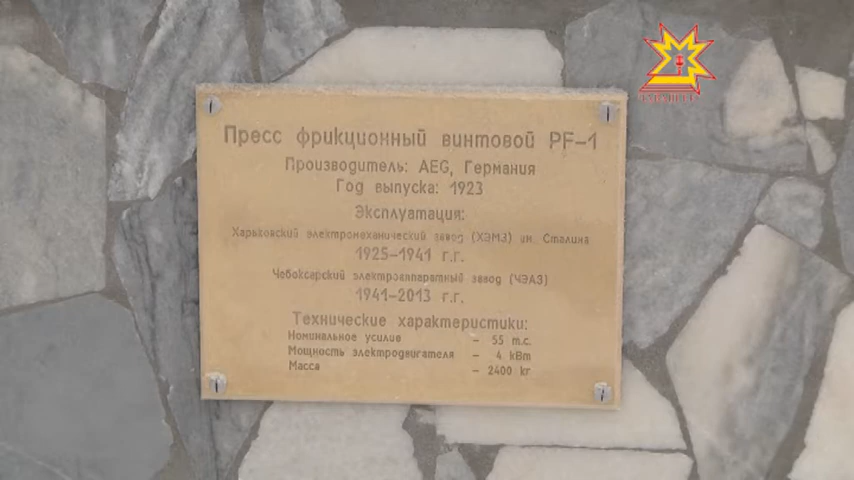 Пресс фрикционный винтовой PF-1
Производитель: AEG, Германия
Год выпуска: 1923
Эксплуатация:
Харьковский электромеханический завод (ХЭМЗ) им. Сталина
1925-1941 г.г.
Чебоксарский электроаппаратный завод (ЧЭАЗ)
1941-2013 г.г.
Технические характеристики:
Номинальное усилие - 55 т.с.
Мощность электродвигателя - 4 кВт
Масса - 2400 кг